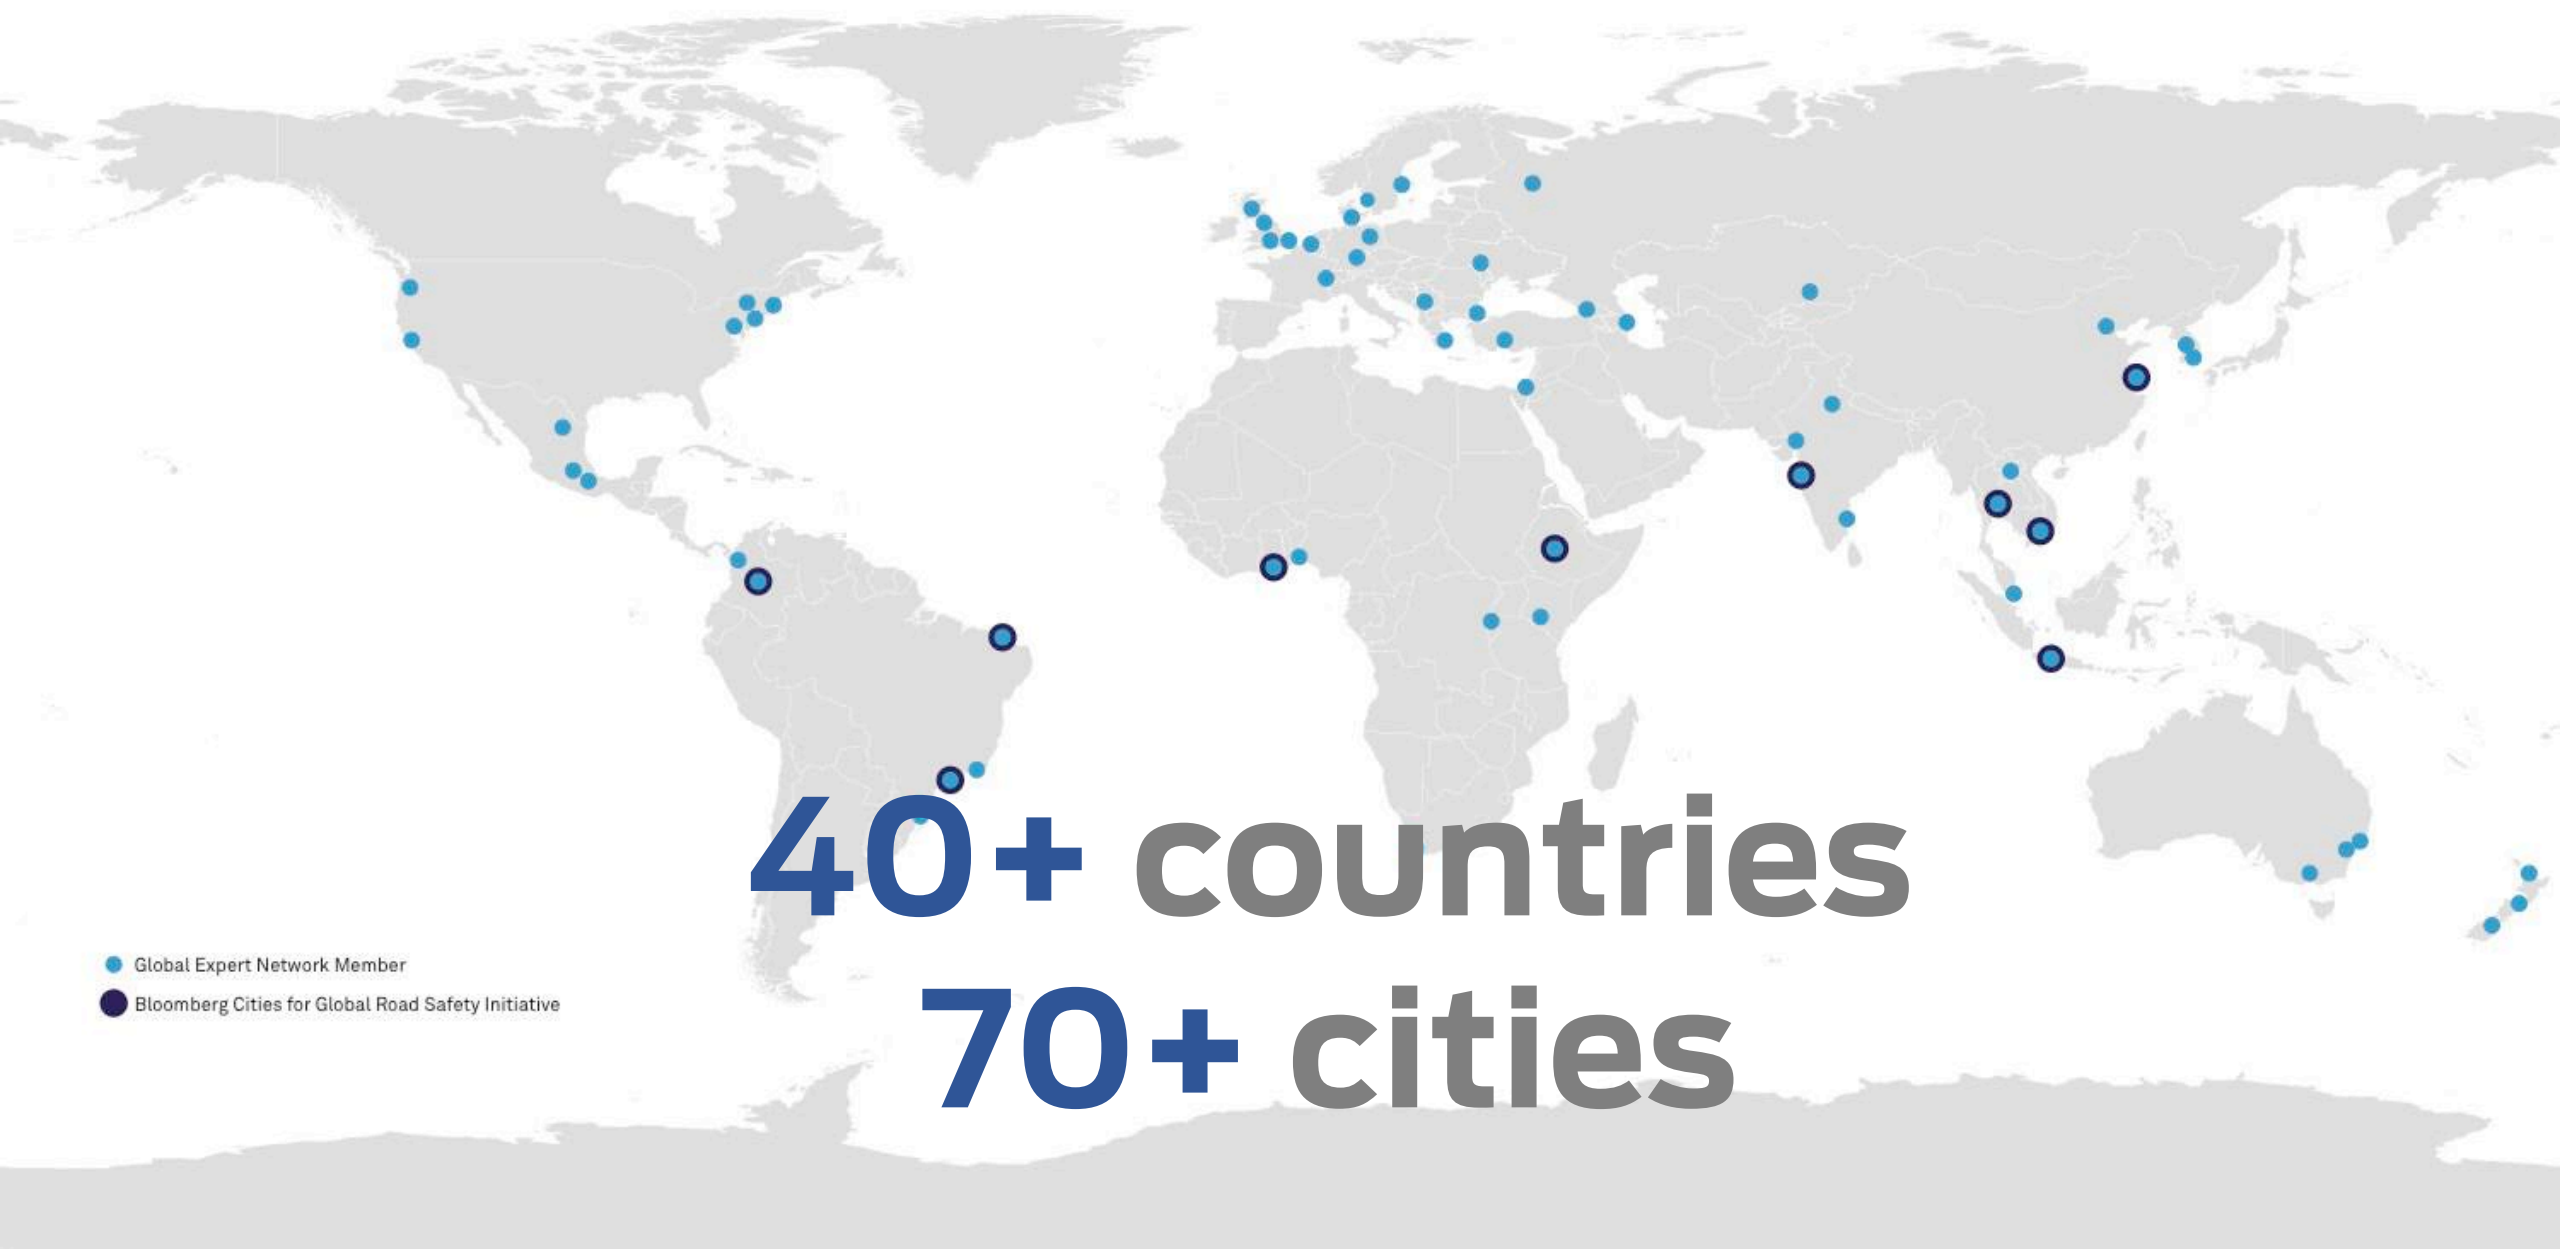 40+ countries
Global Expert Network Member
Bloomberg Cities for Global Road Safety Initiative
70+ cities